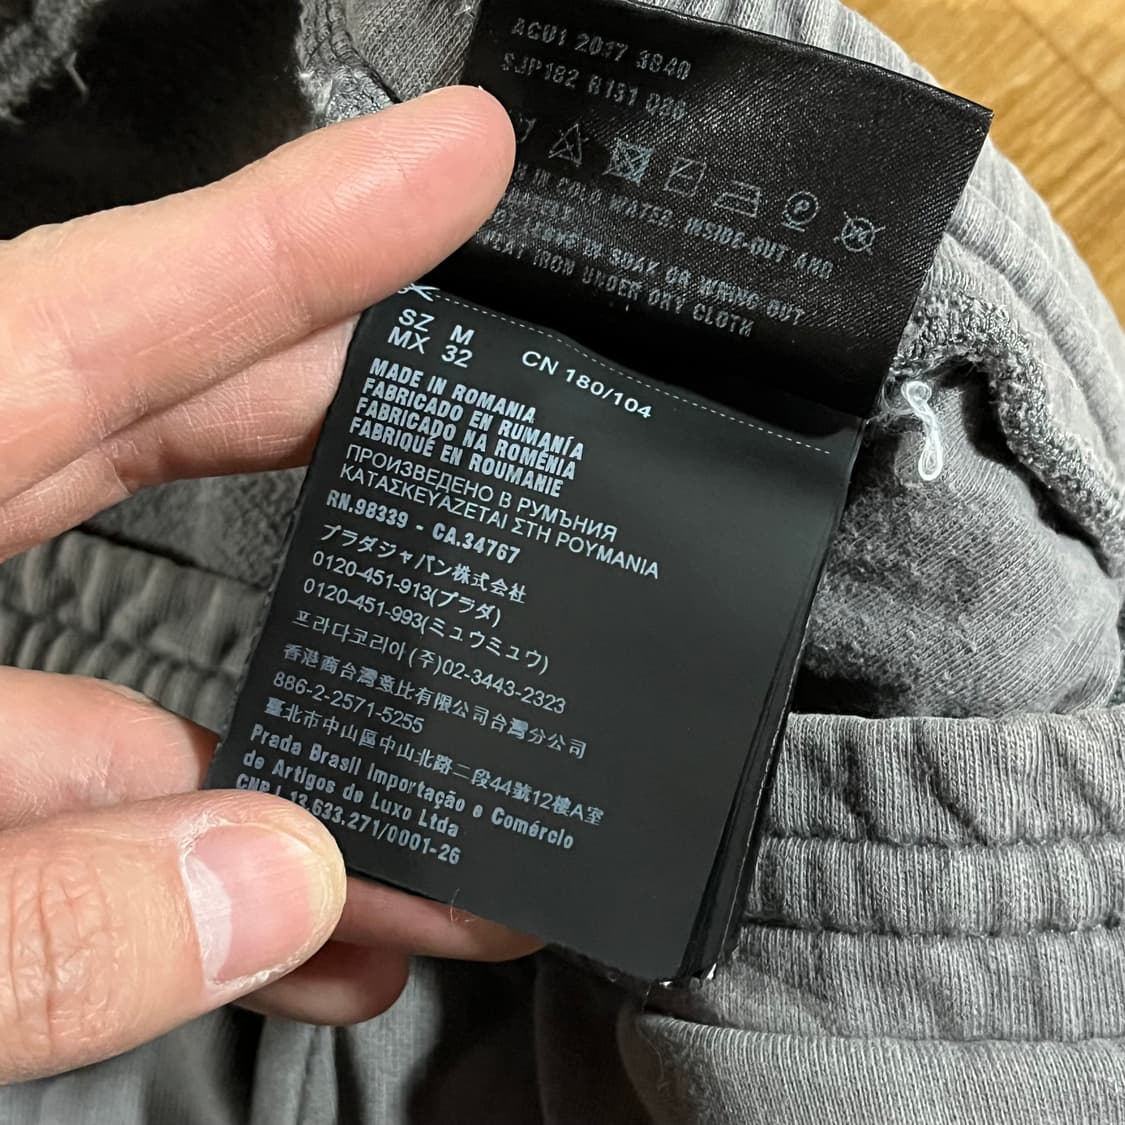 ACU1 2017 3840
SJP182 R151 086
IN COLD WATER INSIDE-OUT AND
SOAK OR WRING OUT
IRON UNDER DRY CLOTH
SZ M
MX 32
CN 180/104
MADE IN ROMANIA
FABRICADO EN RUMANÍA
FABRICADO NA ROMÉNIA
FABRIQUÉ EN ROUMANIE
ПРОИЗВЕДЕНО В РУМЪНИЯ
ΚΑΤΑΣΚΕΥΑΖΕΤΑΙ ΣΤΗ ΡΟΥΜΑΝΙΑ
RN.98339 - CA.34767
プラダジャパン株式会社
0120-451-913(プラダ)
0120-451-993(ミュウミュウ)
프라다코리아(주)02-3443-2323
香港商台灣意比有限公司台灣分公司
886-2-2571-5255
臺北市中山區中山北路二段44號12樓A室
Prada Brasil Importação e Comércio
de Artigos de Luxo Ltda
CNPJ 13.633.271/0001-26